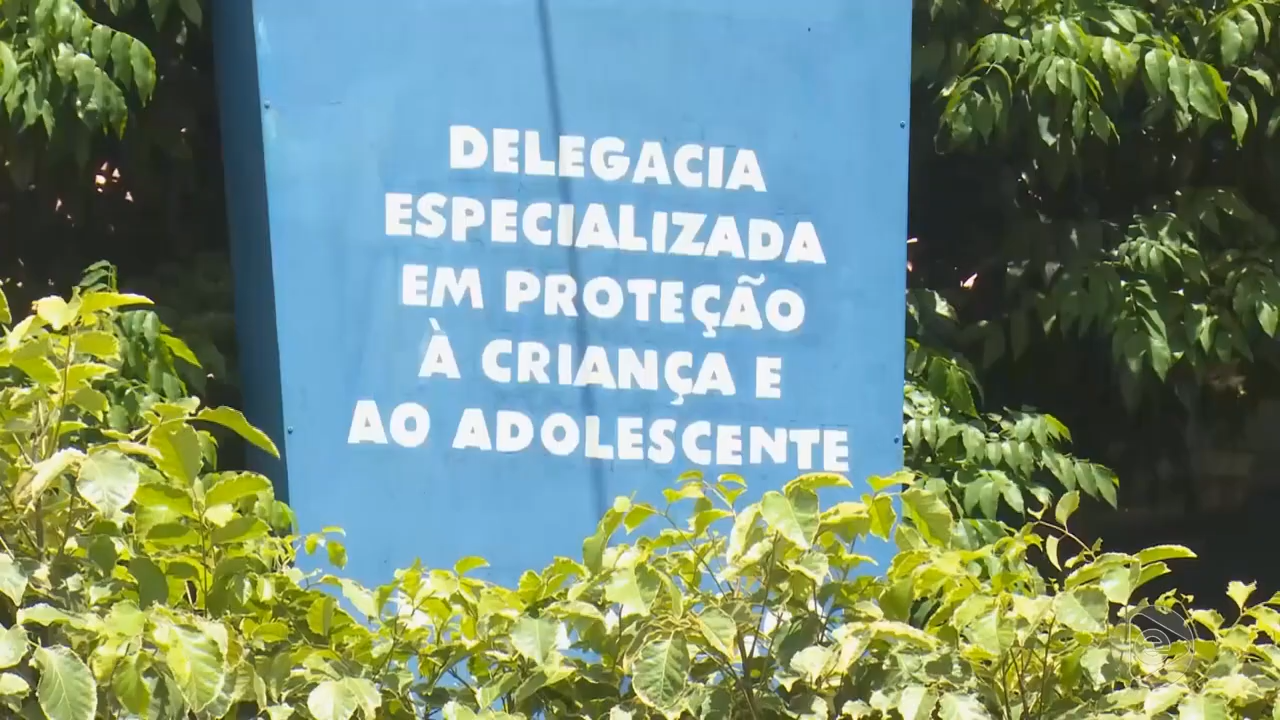 DELEGACIA
ESPECIALIZADA
EM PROTEÇÃO
À CRIANÇA E
AO ADOLESCENTE